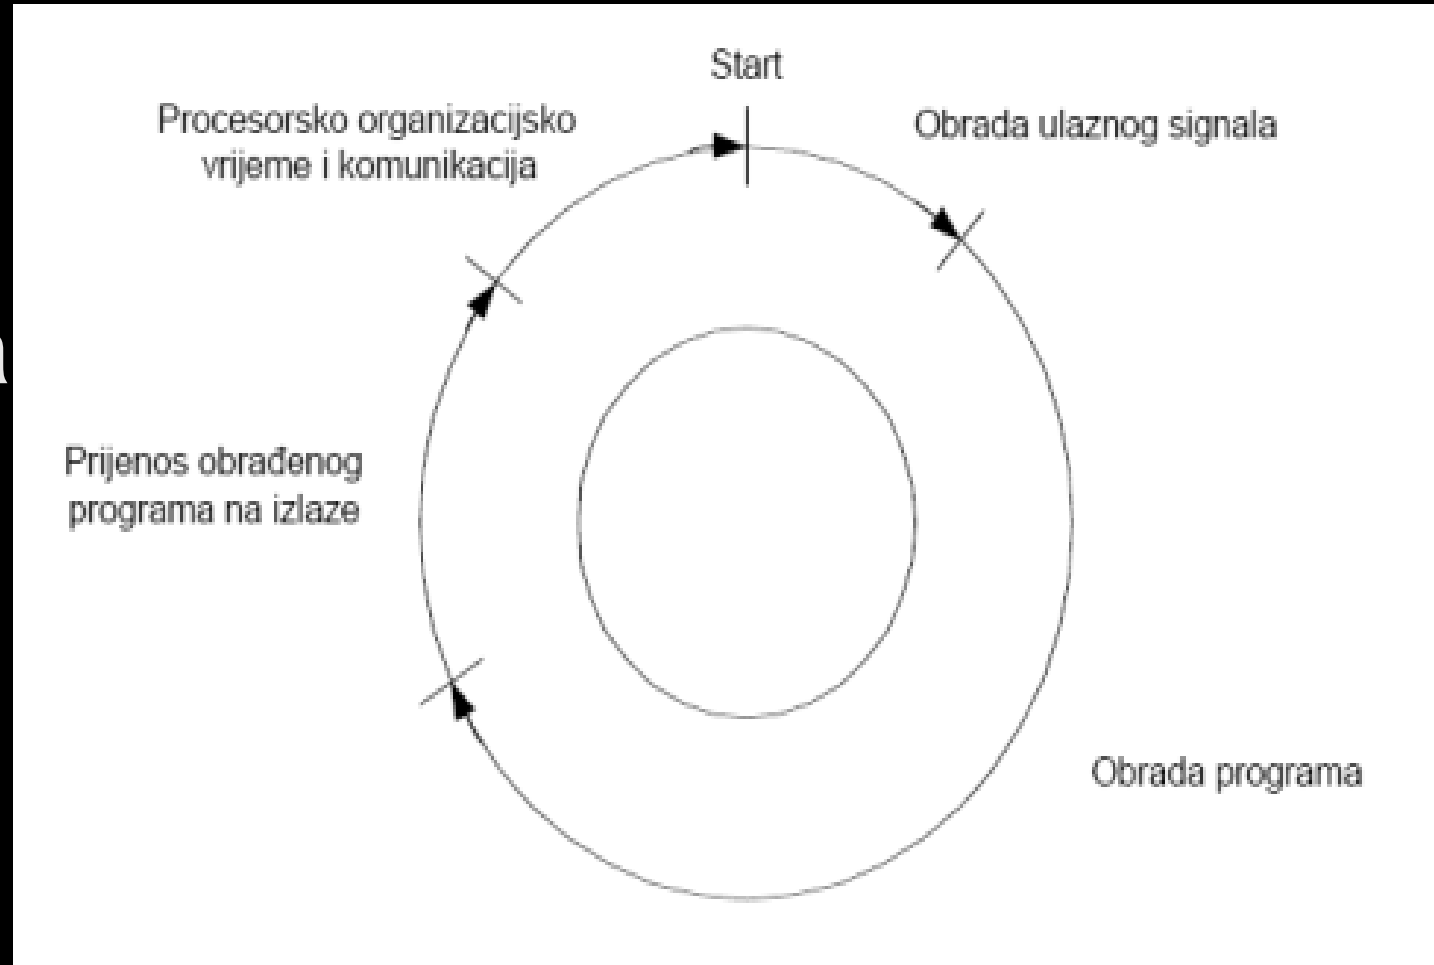 Start
Obrada ulaznog signala
Procesorsko organizacijsko
vrijeme i komunikacija
Prijenos obrađenog
programa na izlaze
Obrada programa